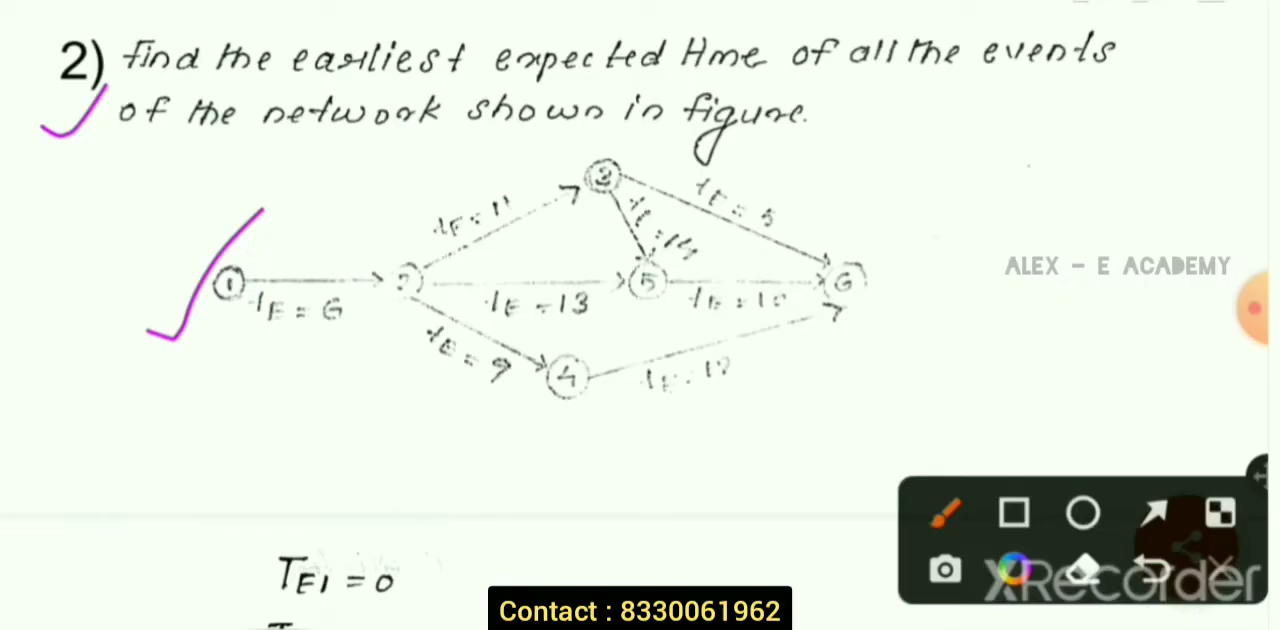 2) find the earliest expected time of all the events
of the network shown in figure.
3
tE = 11
tE = 5
tE = 14
1
2
5
6
tE = 6
tE = 13
tE = 10
tE = 9
4
ALEX - E ACADEMY
TE1 = 0
XRecorder
Contact : 8330061962